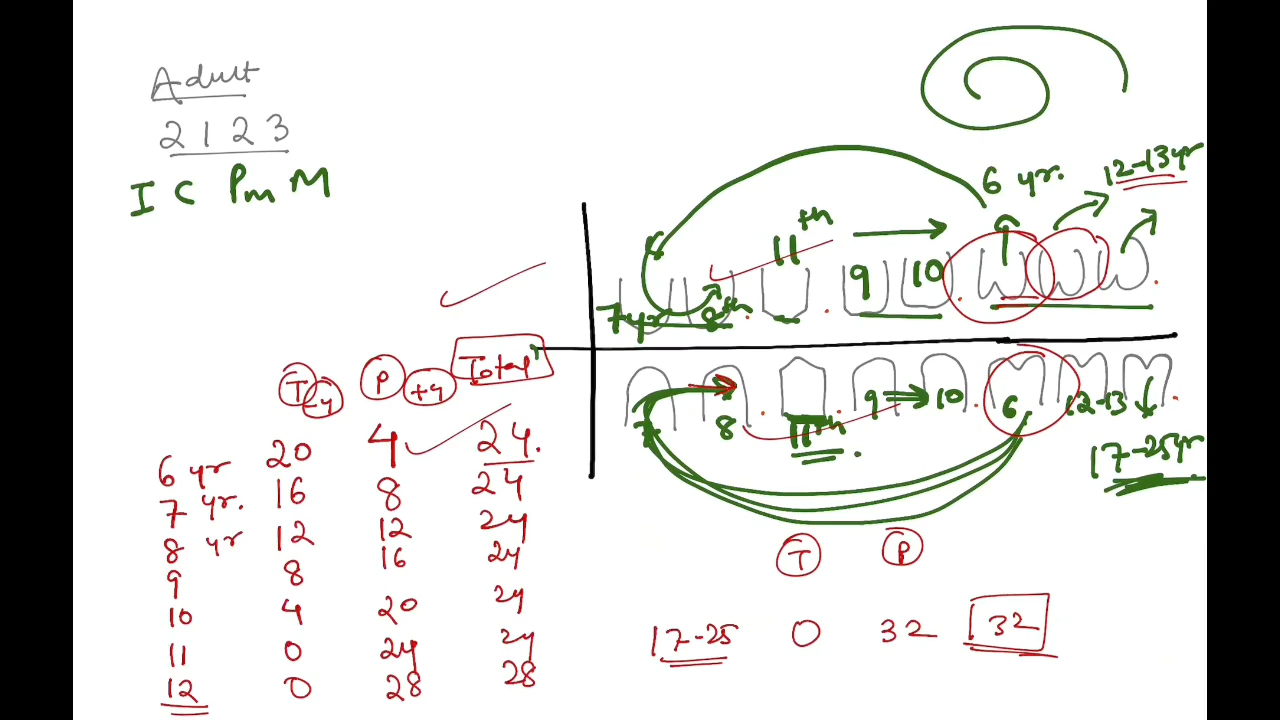 Adult
2 1 2 3
I C Pm M
6 yr.
12-13 yr
11th
9
10
7 yr
8th
T -4
P +4
Total
7
8
11th
9
10
6
12-13
17-25 yr
6 yr 20 4 24.
7 yr. 16 8 24
8 yr 12 12 24
9 8 16 24
10 4 20 24
11 0 24 24
12 0 28 28
T P
17-25 0 32 32